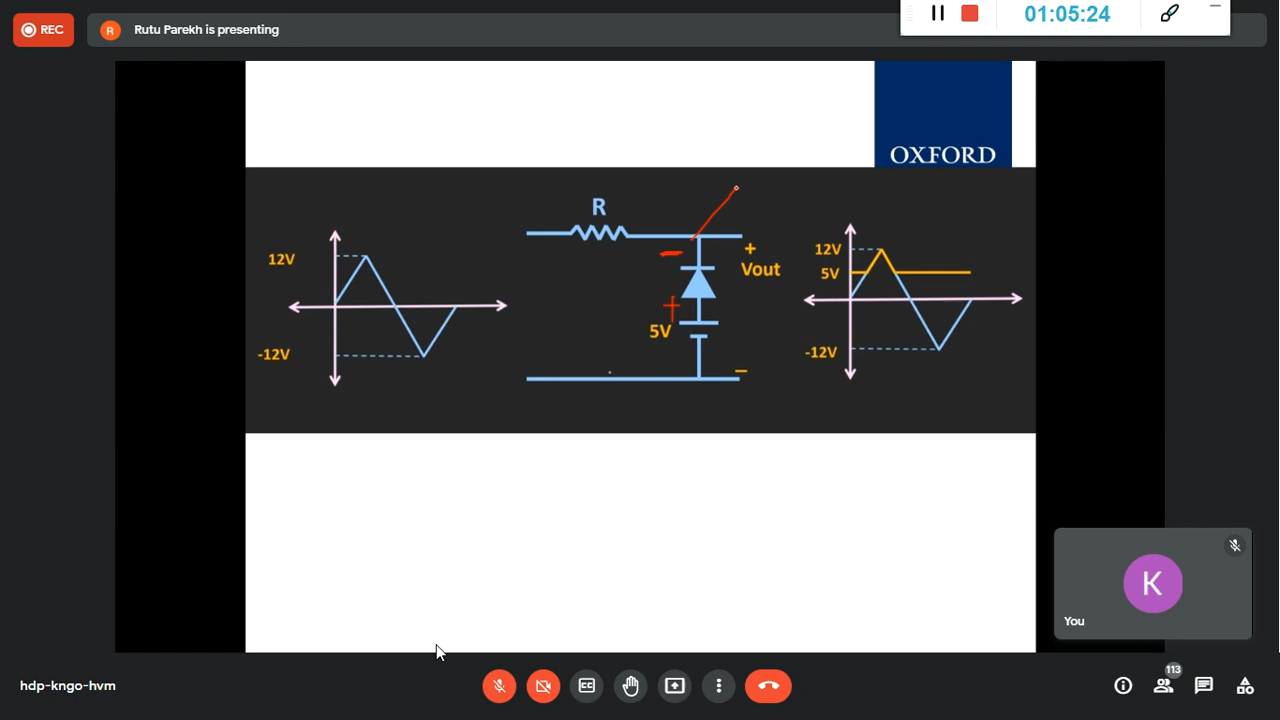 REC
R
Rutu Parekh is presenting
01:05:24
OXFORD
R
12V
-12V
+
Vout
-
+
5V
–
12V
5V
-12V
K
You
hdp-kngo-hvm
113